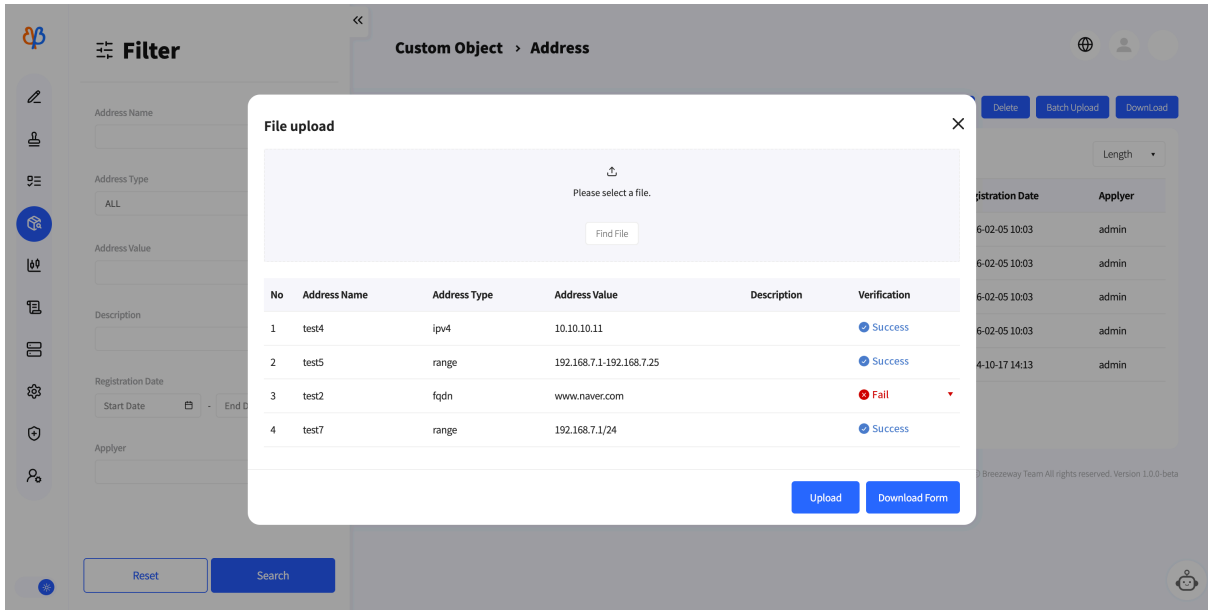 Filter
Custom Object › Address
Delete
Batch Upload
DownLoad
Address Name
Length
Address Type
ALL
Registration Date
Applyer
Address Value
6-02-05 10:03 admin
6-02-05 10:03 admin
6-02-05 10:03 admin
6-02-05 10:03 admin
4-10-17 14:13 admin
Description
Registration Date
Start Date - End D
Applyer
File upload
Please select a file.
Find File
No Address Name Address Type Address Value Description Verification
1 test4 ipv4 10.10.10.11 Success
2 test5 range 192.168.7.1-192.168.7.25 Success
3 test2 fqdn www.naver.com Fail
4 test7 range 192.168.7.1/24 Success
Upload
Download Form
Breezeway Team All rights reserved. Version 1.0.0-beta
Reset
Search